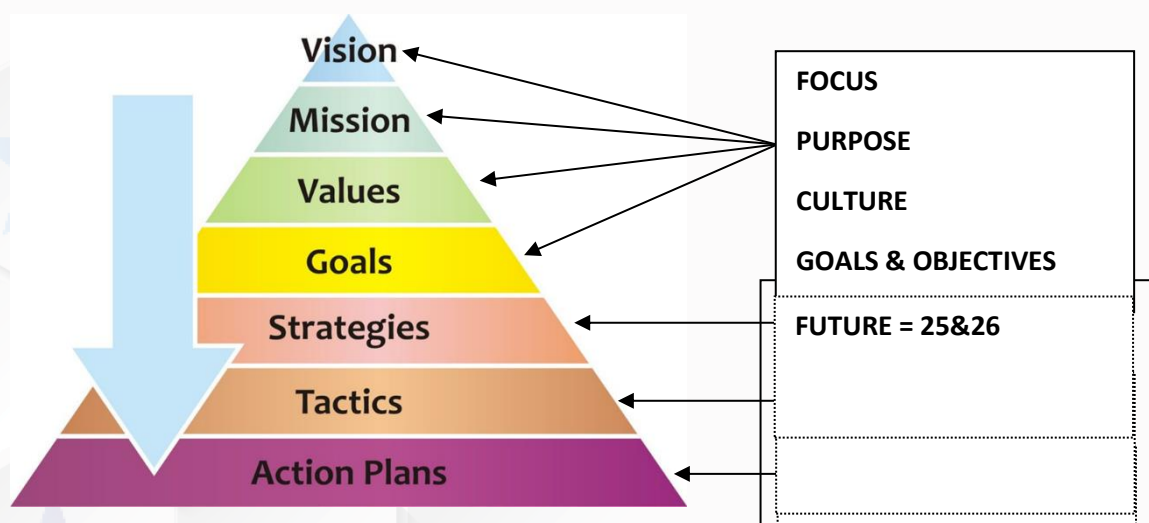 Vision
Mission
Values
Goals
Strategies
Tactics
Action Plans
FOCUS
PURPOSE
CULTURE
GOALS & OBJECTIVES
FUTURE = 25&26